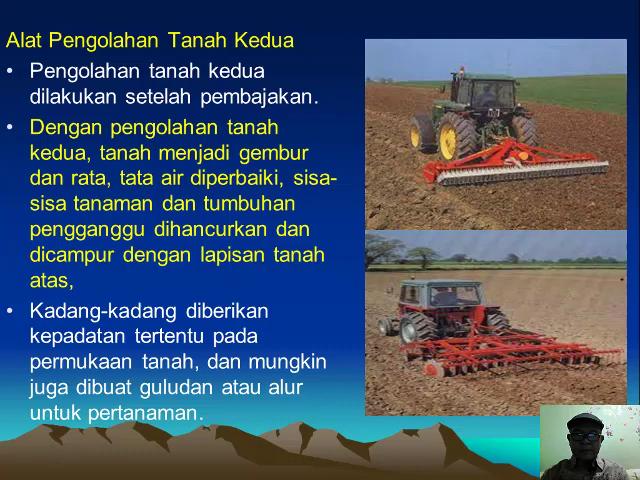 Alat Pengolahan Tanah Kedua
• Pengolahan tanah kedua
dilakukan setelah pembajakan.
• Dengan pengolahan tanah
kedua, tanah menjadi gembur
dan rata, tata air diperbaiki, sisa-
sisa tanaman dan tumbuhan
pengganggu dihancurkan dan
dicampur dengan lapisan tanah
atas,
• Kadang-kadang diberikan
kepadatan tertentu pada
permukaan tanah, dan mungkin
juga dibuat guludan atau alur
untuk pertanaman.